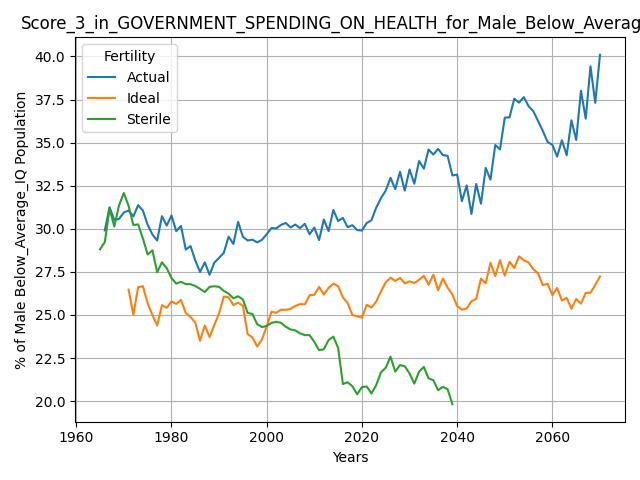 Score_3_in_GOVERNMENT_SPENDING_ON_HEALTH_for_Male_Below_Averag
Fertility
Actual
Ideal
Sterile
% of Male Below_Average_IQ Population
40.0
37.5
35.0
32.5
30.0
27.5
25.0
22.5
20.0
1960 1980 2000 2020 2040 2060
Years